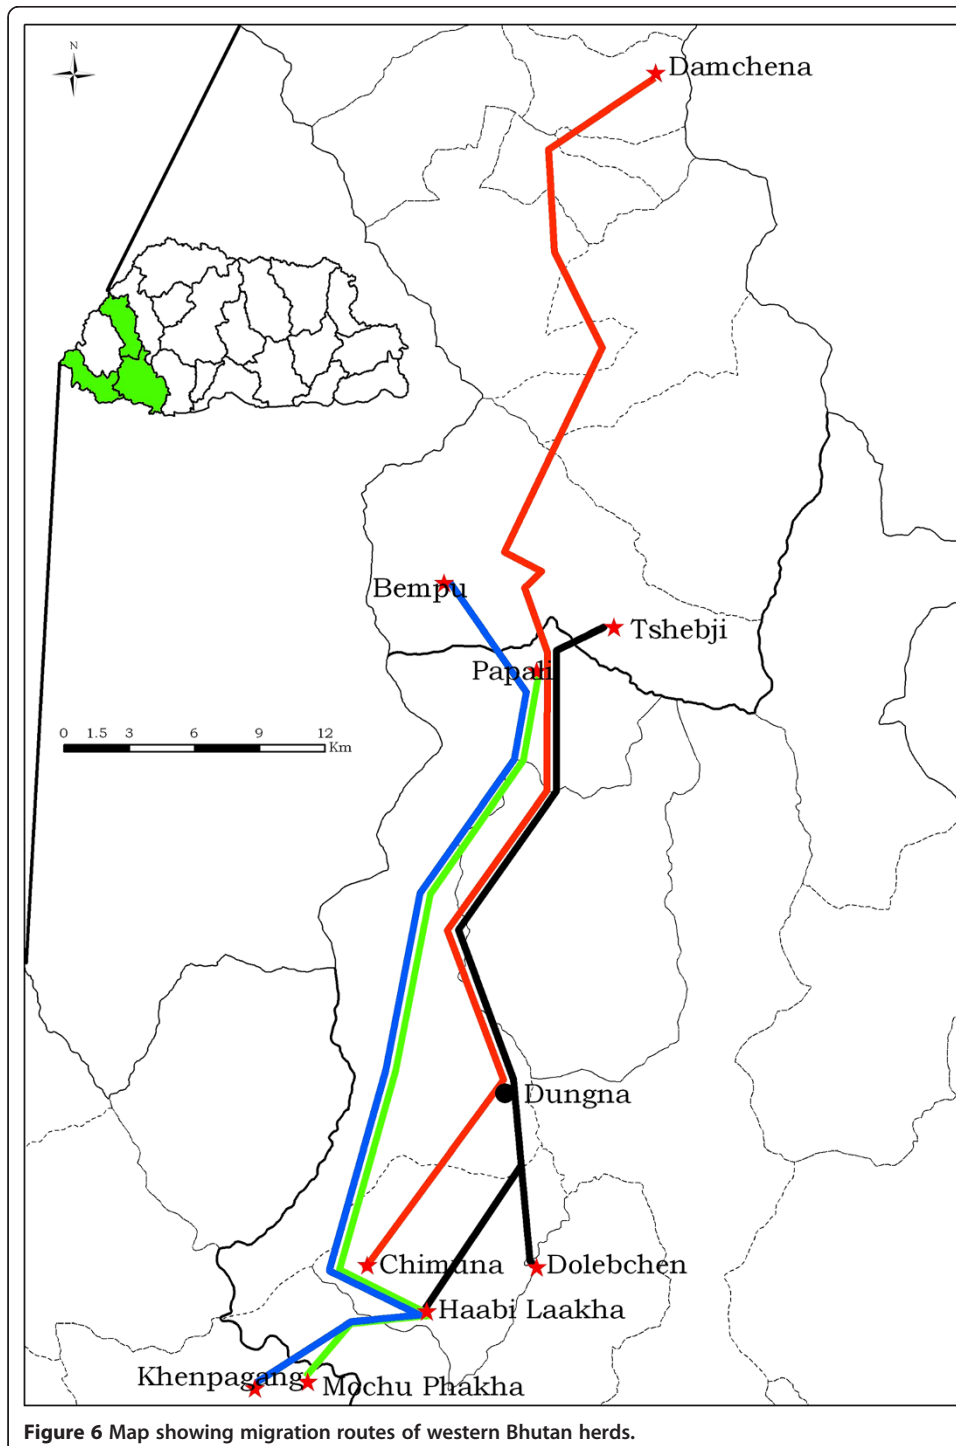 N
Damchena
Bempu
Tshebji
Papali
0 1.5 3 6 9 12
Km
Dungna
Chimuna
Dolebchen
Haabi Laakha
Khenpagang
Mochu Phakha
Figure 6 Map showing migration routes of western Bhutan herds.